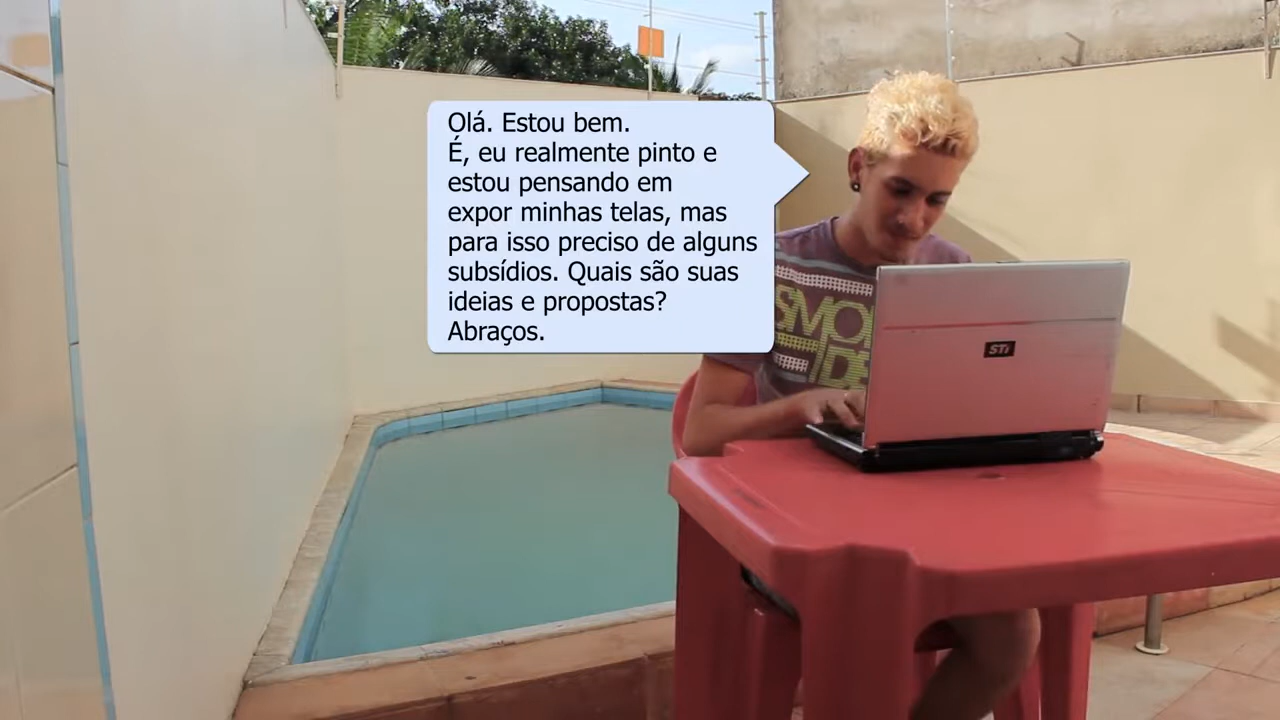 Olá. Estou bem.
É, eu realmente pinto e
estou pensando em
expor minhas telas, mas
para isso preciso de alguns
subsídios. Quais são suas
ideias e propostas?
Abraços.
STi